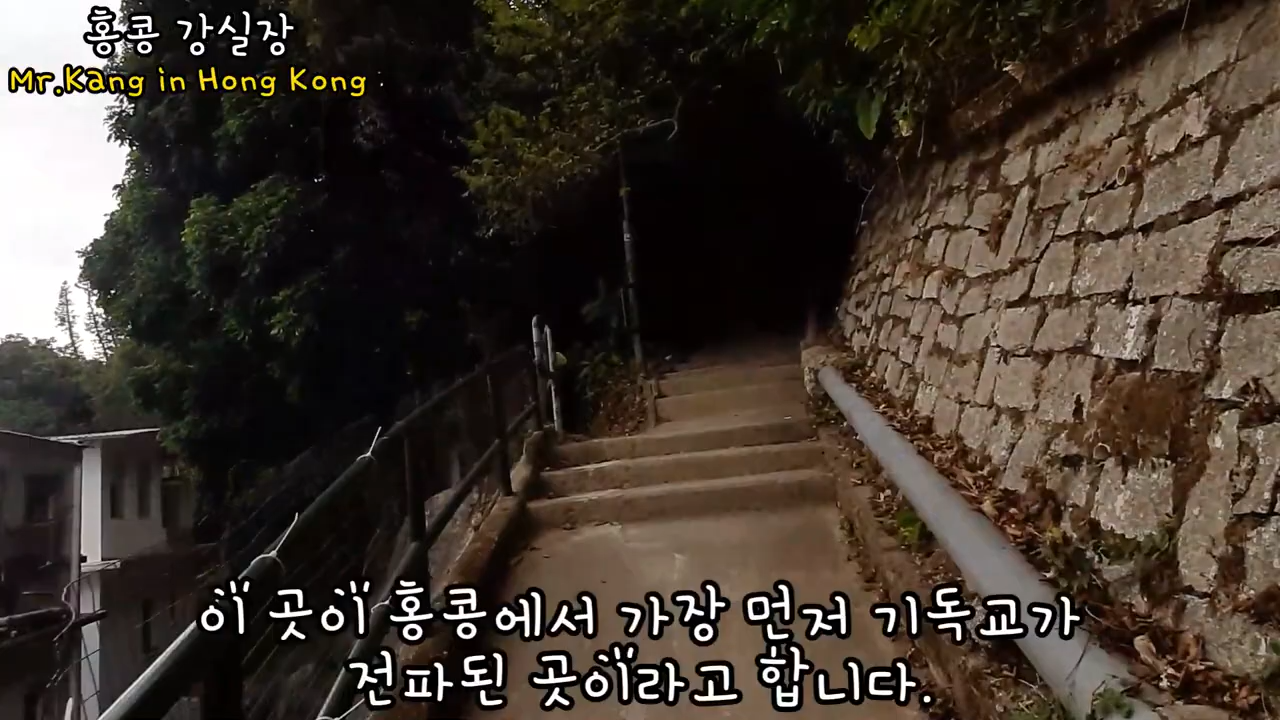 홍콩 강실장
Mr.Kang in Hong Kong
이 곳이 홍콩에서 가장 먼저 기독교가
전파된 곳이라고 합니다.